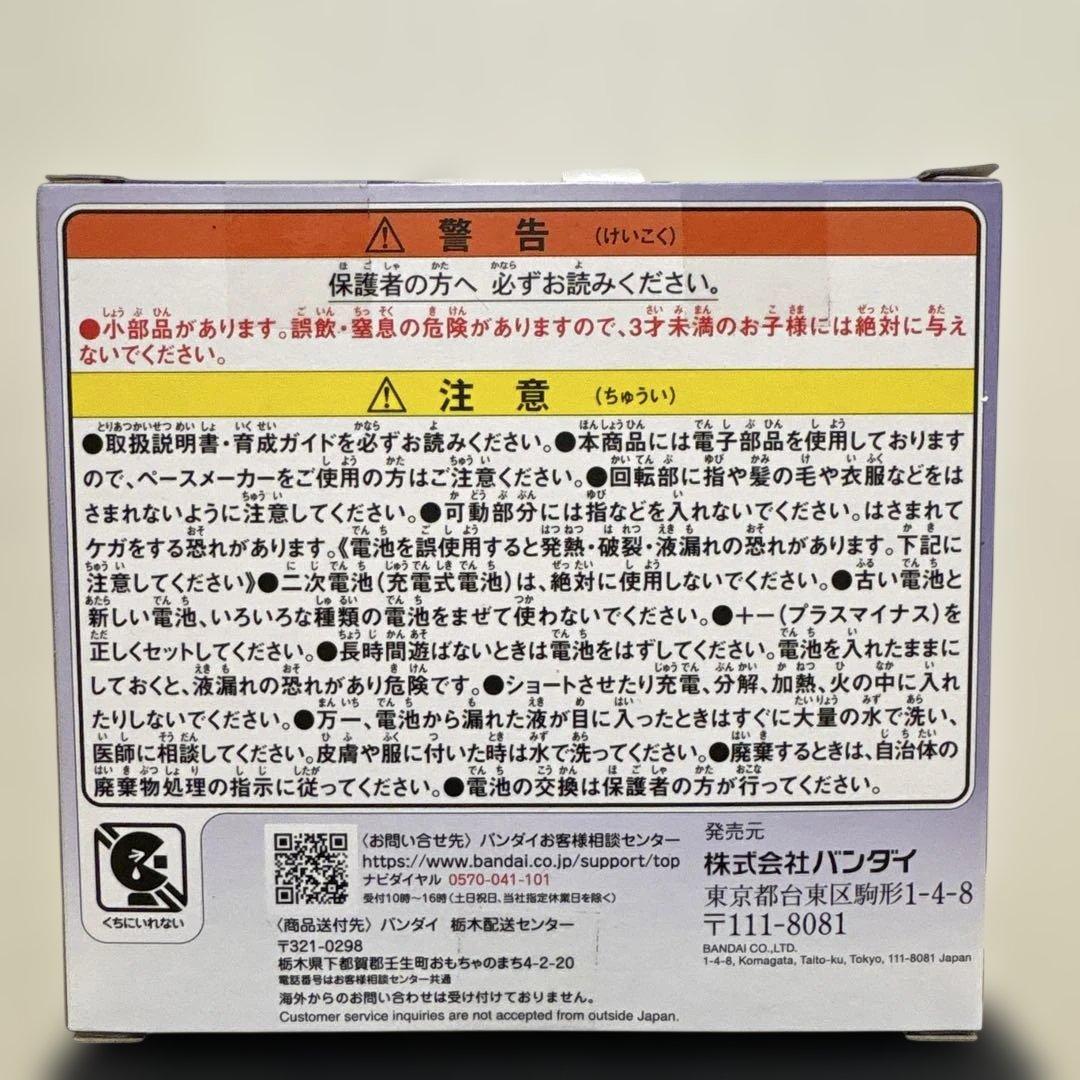 警告 (けいこく)
保護者の方へ 必ずお読みください。
●小部品があります。誤飲・窒息の危険がありますので、3才未満のお子様には絶対に与え
ないでください。
注意 (ちゅうい)
●取扱説明書・育成ガイドを必ずお読みください。●本商品には電子部品を使用しております
ので、ペースメーカーをご使用の方はご注意ください。●回転部に指や髪の毛や衣服などをは
さまれないように注意してください。●可動部分には指などを入れないでください。はさまれて
ケガをする恐れがあります。《電池を誤使用すると発熱・破裂・液漏れの恐れがあります。下記に
注意してください》●二次電池(充電式電池)は、絶対に使用しないでください。●古い電池と
新しい電池、いろいろな種類の電池をまぜて使わないでください。●+−(プラスマイナス)を
正しくセットしてください。●長時間遊ばないときは電池をはずしてください。電池を入れたままに
しておくと、液漏れの恐れがあり危険です。●ショートさせたり充電、分解、加熱、火の中に入れ
たりしないでください。●万一、電池から漏れた液が目に入ったときはすぐに大量の水で洗い、
医師に相談してください。皮膚や服に付いた時は水で洗ってください。●廃棄するときは、自治体の
廃棄物処理の指示に従ってください。●電池の交換は保護者の方が行ってください。
くちにいれない
〈お問い合せ先〉バンダイお客様相談センター
https://www.bandai.co.jp/support/top
ナビダイヤル 0570-041-101
受付10時〜16時(土日祝日、当社指定休業日を除く)
〈商品送付先〉バンダイ 栃木配送センター
〒321-0298
栃木県下都賀郡壬生町おもちゃのまち4-2-20
電話番号はお客様相談センター共通
海外からのお問い合わせは受け付けておりません。
Customer service inquiries are not accepted from outside Japan.
発売元
株式会社バンダイ
東京都台東区駒形1-4-8
〒111-8081
BANDAI CO.,LTD.
1-4-8, Komagata, Taito-ku, Tokyo, 111-8081 Japan